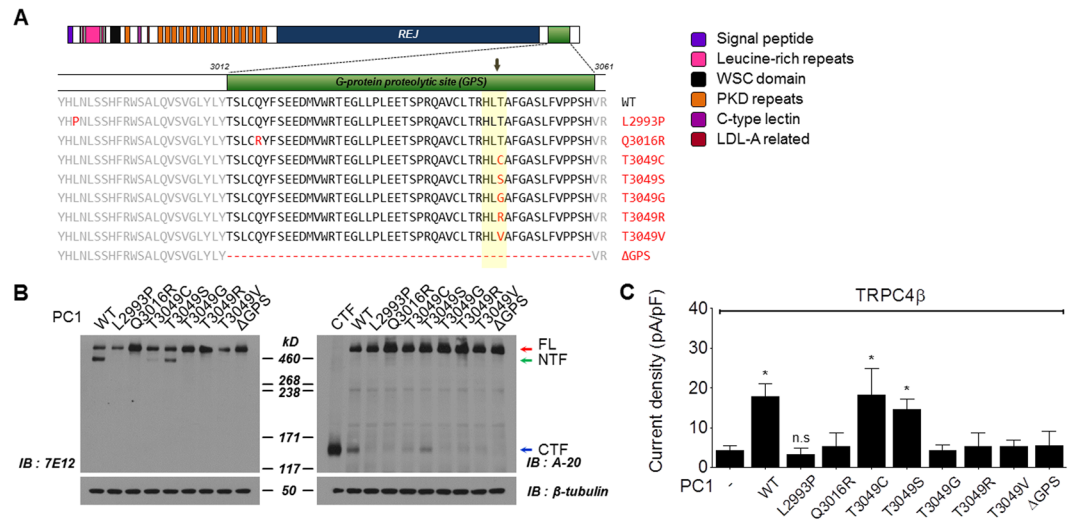 A
REJ
3012
3061
G-protein proteolytic site (GPS)
YHLNLSSHFRWSALQVSVGLYLYTSLCQYFSEEDMVWRTEGLLPLEETSPRQAVCLTRHLTAFGASLFVPPSHVR WT
YHPNLSSHFRWSALQVSVGLYLYTSLCQYFSEEDMVWRTEGLLPLEETSPRQAVCLTRHLTAFGASLFVPPSHVR L2993P
YHLNLSSHFRWSALQVSVGLYLYTSLCRYFSEEDMVWRTEGLLPLEETSPRQAVCLTRHLTAFGASLFVPPSHVR Q3016R
YHLNLSSHFRWSALQVSVGLYLYTSLCQYFSEEDMVWRTEGLLPLEETSPRQAVCLTRHLCAFGASLFVPPSHVR T3049C
YHLNLSSHFRWSALQVSVGLYLYTSLCQYFSEEDMVWRTEGLLPLEETSPRQAVCLTRHLSAFGASLFVPPSHVR T3049S
YHLNLSSHFRWSALQVSVGLYLYTSLCQYFSEEDMVWRTEGLLPLEETSPRQAVCLTRHLGAFGASLFVPPSHVR T3049G
YHLNLSSHFRWSALQVSVGLYLYTSLCQYFSEEDMVWRTEGLLPLEETSPRQAVCLTRHLRAFGASLFVPPSHVR T3049R
YHLNLSSHFRWSALQVSVGLYLYTSLCQYFSEEDMVWRTEGLLPLEETSPRQAVCLTRHLVAFGASLFVPPSHVR T3049V
YHLNLSSHFRWSALQVSVGLYLY--------------------------------------------------VR ΔGPS
Signal peptide
Leucine-rich repeats
WSC domain
PKD repeats
C-type lectin
LDL-A related
B
PC1
WT
L2993P
Q3016R
T3049C
T3049S
T3049G
T3049R
T3049V
ΔGPS
kD
460
268
238
171
117
50
CTF
WT
L2993P
Q3016R
T3049C
T3049S
T3049G
T3049R
T3049V
ΔGPS
FL
NTF
CTF
IB : 7E12
IB : A-20
IB : β-tubulin
C
TRPC4β
Current density (pA/pF)
40
30
20
10
0
*
n.s
*
*
PC1
-
WT
L2993P
Q3016R
T3049C
T3049S
T3049G
T3049R
T3049V
ΔGPS